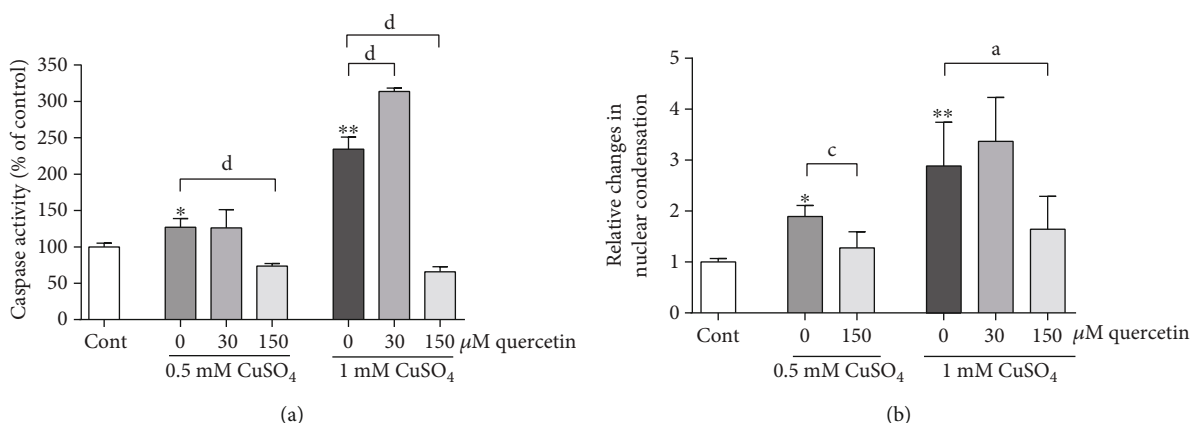 Caspase activity (% of control)
350
300
250
200
150
100
50
0
d
d
d
*
**
Cont
0 30 150
0 30 150
μM quercetin
0.5 mM CuSO₄
1 mM CuSO₄
(a)
Relative changes in
nuclear condensation
5
4
3
2
1
0
a
c
*
**
Cont
0 150
0 30 150
μM quercetin
0.5 mM CuSO₄
1 mM CuSO₄
(b)